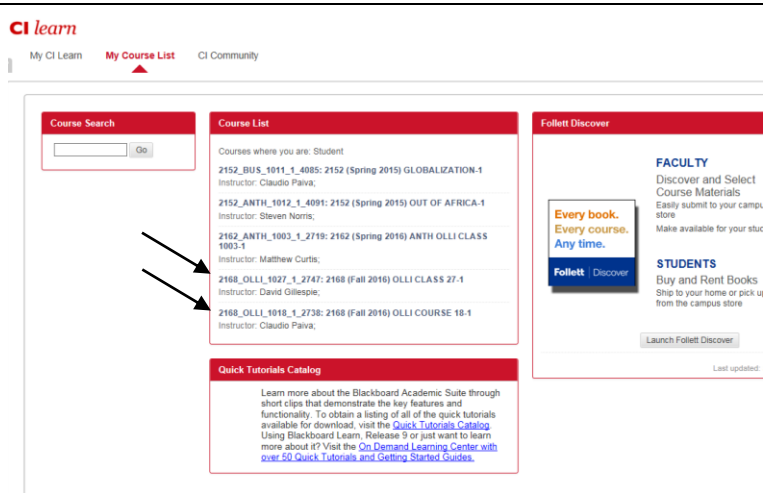 CI learn
My CI Learn My Course List CI Community
Course Search
Go
Course List
Courses where you are: Student
2152_BUS_1011_1_4085: 2152 (Spring 2015) GLOBALIZATION-1
Instructor: Claudio Paiva;
2152_ANTH_1012_1_4091: 2152 (Spring 2015) OUT OF AFRICA-1
Instructor: Steven Norris;
2162_ANTH_1003_1_2719: 2162 (Spring 2016) ANTH OLLI CLASS
1003-1
Instructor: Matthew Curtis;
2168_OLLI_1027_1_2747: 2168 (Fall 2016) OLLI CLASS 27-1
Instructor: David Gillespie;
2168_OLLI_1018_1_2738: 2168 (Fall 2016) OLLI COURSE 18-1
Instructor: Claudio Paiva;
Quick Tutorials Catalog
Learn more about the Blackboard Academic Suite through
short clips that demonstrate the key features and
functionality. To obtain a listing of all of the quick tutorials
available for download, visit the Quick Tutorials Catalog.
Using Blackboard Learn, Release 9 or just want to learn
more about it? Visit the On Demand Learning Center with
over 50 Quick Tutorials and Getting Started Guides.
Follett Discover
Every book.
Every course.
Any time.
Follett Discover
FACULTY
Discover and Select
Course Materials
Easily submit to your campu
store
Make available for your stud
STUDENTS
Buy and Rent Books
Ship to your home or pick u
from the campus store
Launch Follett Discover
Last updated: